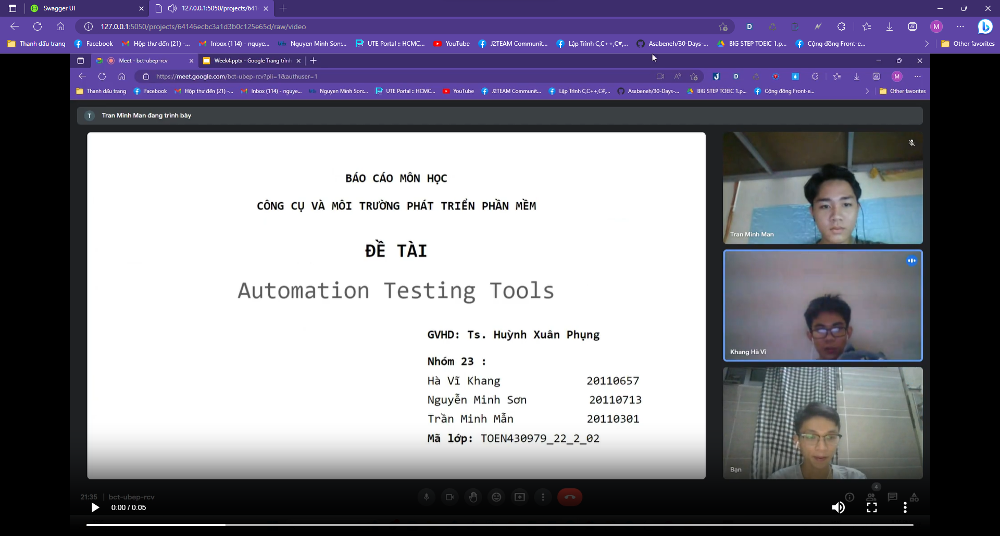 Swagger UI
127.0.0.1:5050/projects/641
127.0.0.1:5050/projects/64146ecbc3a1d3b0c125e65d/raw/video
Thanh dấu trang
Facebook
Hộp thư đến (21) -...
Inbox (114) - nguye...
Nguyen Minh Son:...
UTE Portal :: HCMC...
YouTube
J2TEAM Communit...
Lập Trình C,C++,C#,...
Asabeneh/30-Days-...
BIG STEP TOEIC 1.p...
Cộng đồng Front-e...
Other favorites
Meet - bct-ubep-rcv
Week4.pptx - Google Trang trình
https://meet.google.com/bct-ubep-rcv?pli=1&authuser=1
Thanh dấu trang
Facebook
Hộp thư đến (21) -...
Inbox (114) - nguye...
Nguyen Minh Son:...
UTE Portal :: HCMC...
YouTube
J2TEAM Communit...
Lập Trình C,C++,C#,...
Asabeneh/30-Days-...
BIG STEP TOEIC 1.p...
Cộng đồng Front-e...
Other favorites
T
Tran Minh Man đang trình bày
BÁO CÁO MÔN HỌC
CÔNG CỤ VÀ MÔI TRƯỜNG PHÁT TRIỂN PHẦN MỀM
ĐỀ TÀI
Automation Testing Tools
GVHD: Ts. Huỳnh Xuân Phụng
Nhóm 23 :
Hà Vĩ Khang 20110657
Nguyễn Minh Sơn 20110713
Trần Minh Mẫn 20110301
Mã lớp: TOEN430979_22_2_02
Tran Minh Man
Khang Hà Vĩ
Bạn
21:35 | bct-ubep-rcv
4
0:00 / 0:05